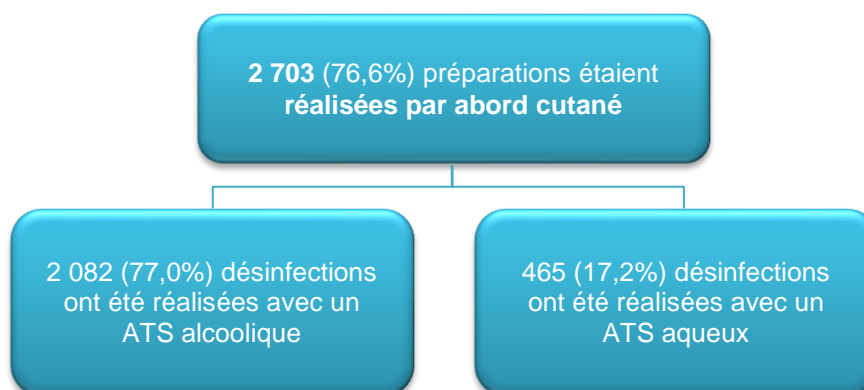 2 703 (76,6%) préparations étaient
réalisées par abord cutané
2 082 (77,0%) désinfections
ont été réalisées avec un
ATS alcoolique
465 (17,2%) désinfections
ont été réalisées avec un
ATS aqueux